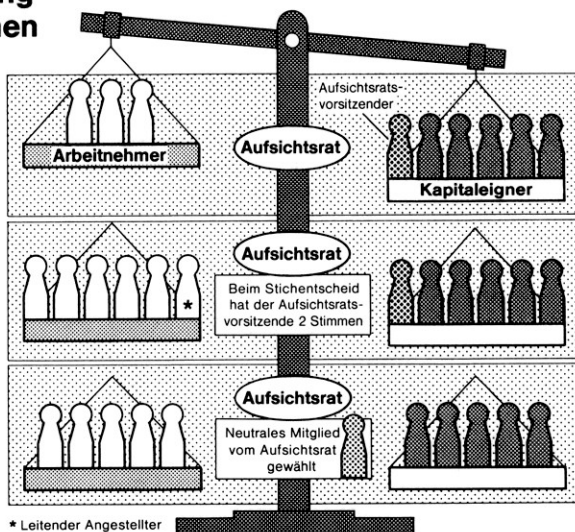 ng
nen
Aufsichtsrats-
vorsitzender
Arbeitnehmer
Aufsichtsrat
Kapitaleigner
Aufsichtsrat
Beim Stichentscheid
hat der Aufsichtsrats-
vorsitzende 2 Stimmen
*
Aufsichtsrat
Neutrales Mitglied
vom Aufsichtsrat
gewählt
* Leitender Angestellter